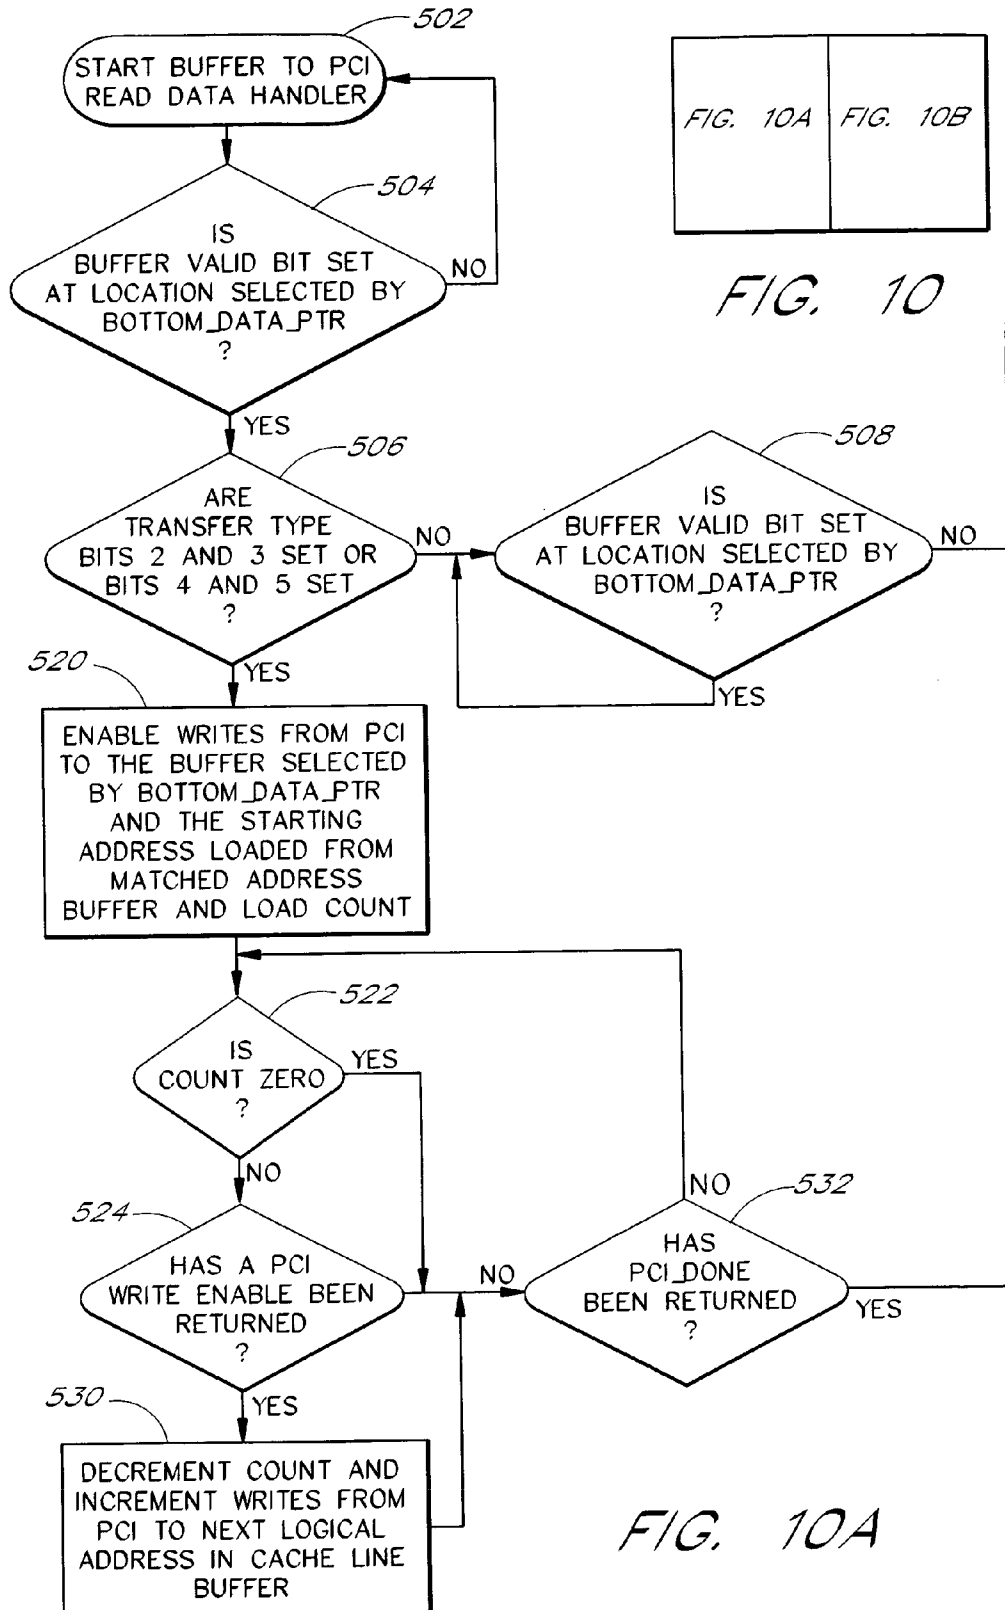 502
START BUFFER TO PCI
READ DATA HANDLER
FIG. 10A
FIG. 10B
FIG. 10
504
IS
BUFFER VALID BIT SET
AT LOCATION SELECTED BY
BOTTOM_DATA_PTR
?
NO
YES
506
ARE
TRANSFER TYPE
BITS 2 AND 3 SET OR
BITS 4 AND 5 SET
?
NO
YES
508
IS
BUFFER VALID BIT SET
AT LOCATION SELECTED BY
BOTTOM_DATA_PTR
?
NO
YES
520
ENABLE WRITES FROM PCI
TO THE BUFFER SELECTED
BY BOTTOM_DATA_PTR
AND THE STARTING
ADDRESS LOADED FROM
MATCHED ADDRESS
BUFFER AND LOAD COUNT
522
IS
COUNT ZERO
?
YES
NO
524
HAS A PCI
WRITE ENABLE BEEN
RETURNED
?
NO
YES
532
NO
HAS
PCI_DONE
BEEN RETURNED
?
YES
530
DECREMENT COUNT AND
INCREMENT WRITES FROM
PCI TO NEXT LOGICAL
ADDRESS IN CACHE LINE
BUFFER
FIG. 10A